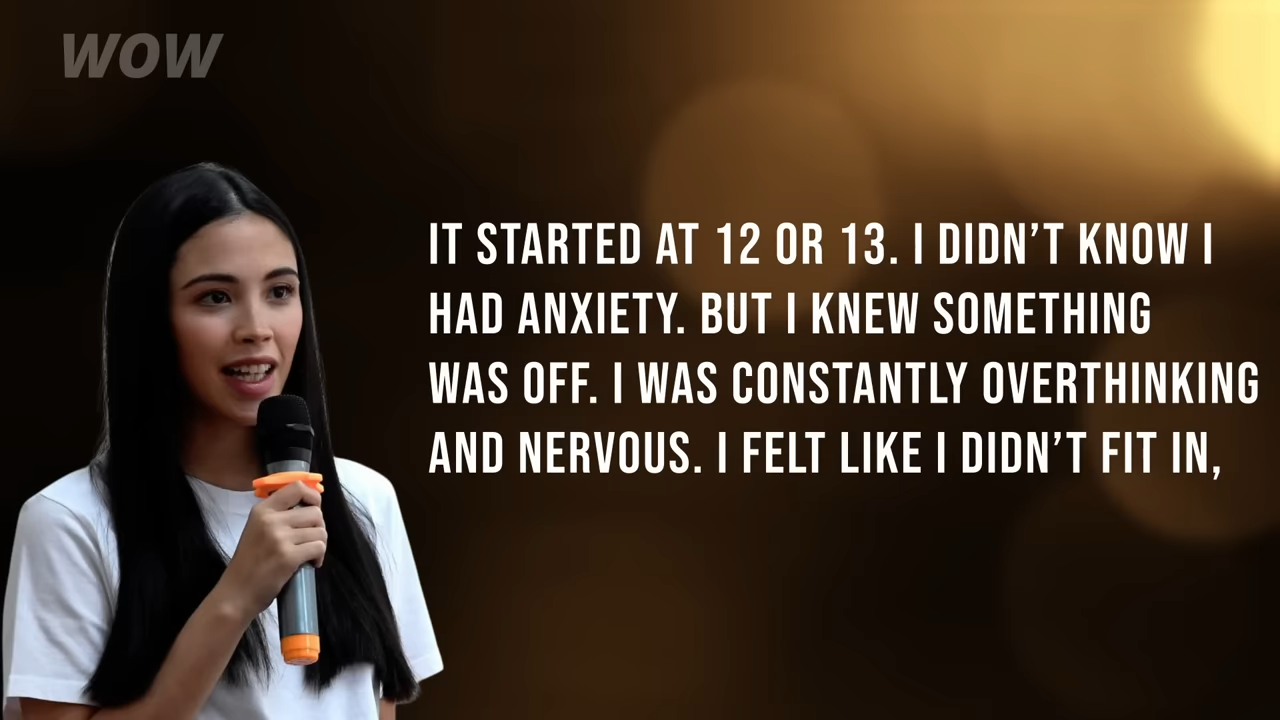 WOW
IT STARTED AT 12 OR 13. I DIDN’T KNOW I
HAD ANXIETY. BUT I KNEW SOMETHING
WAS OFF. I WAS CONSTANTLY OVERTHINKING
AND NERVOUS. I FELT LIKE I DIDN’T FIT IN,